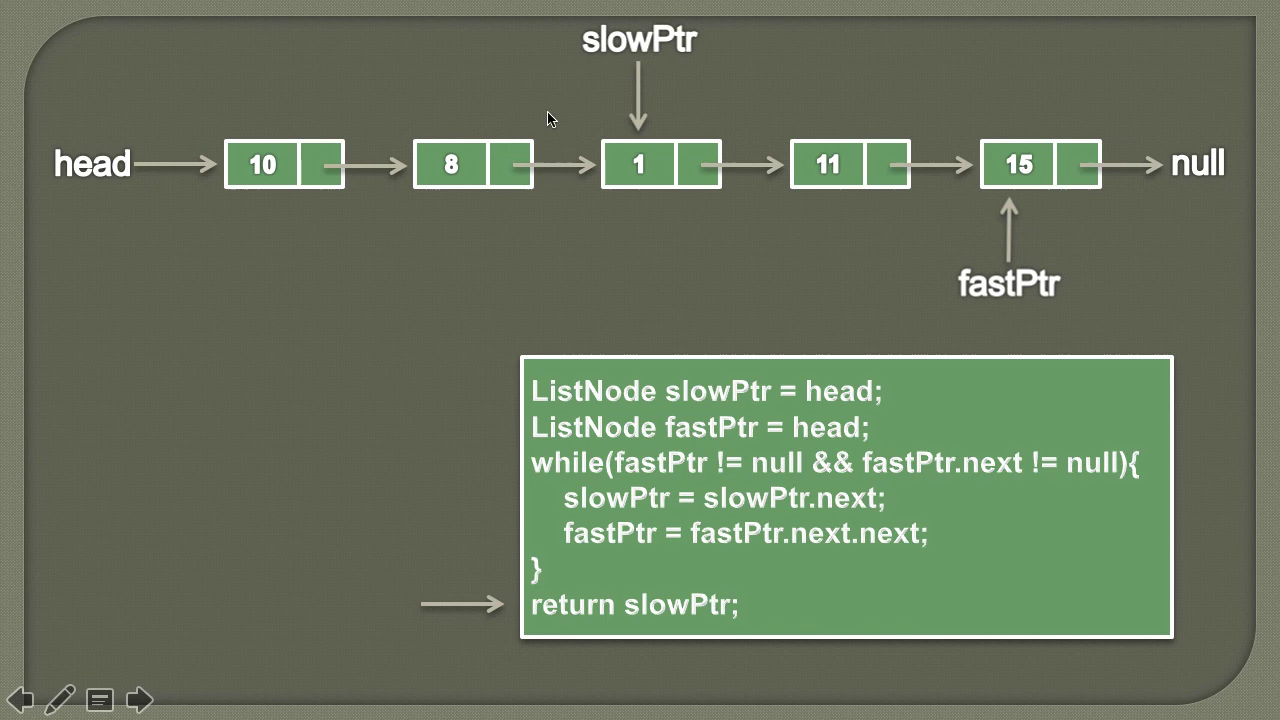 slowPtr
head 10 8 1 11 15 null
fastPtr
ListNode slowPtr = head;
ListNode fastPtr = head;
while(fastPtr != null && fastPtr.next != null){
slowPtr = slowPtr.next;
fastPtr = fastPtr.next.next;
}
return slowPtr;